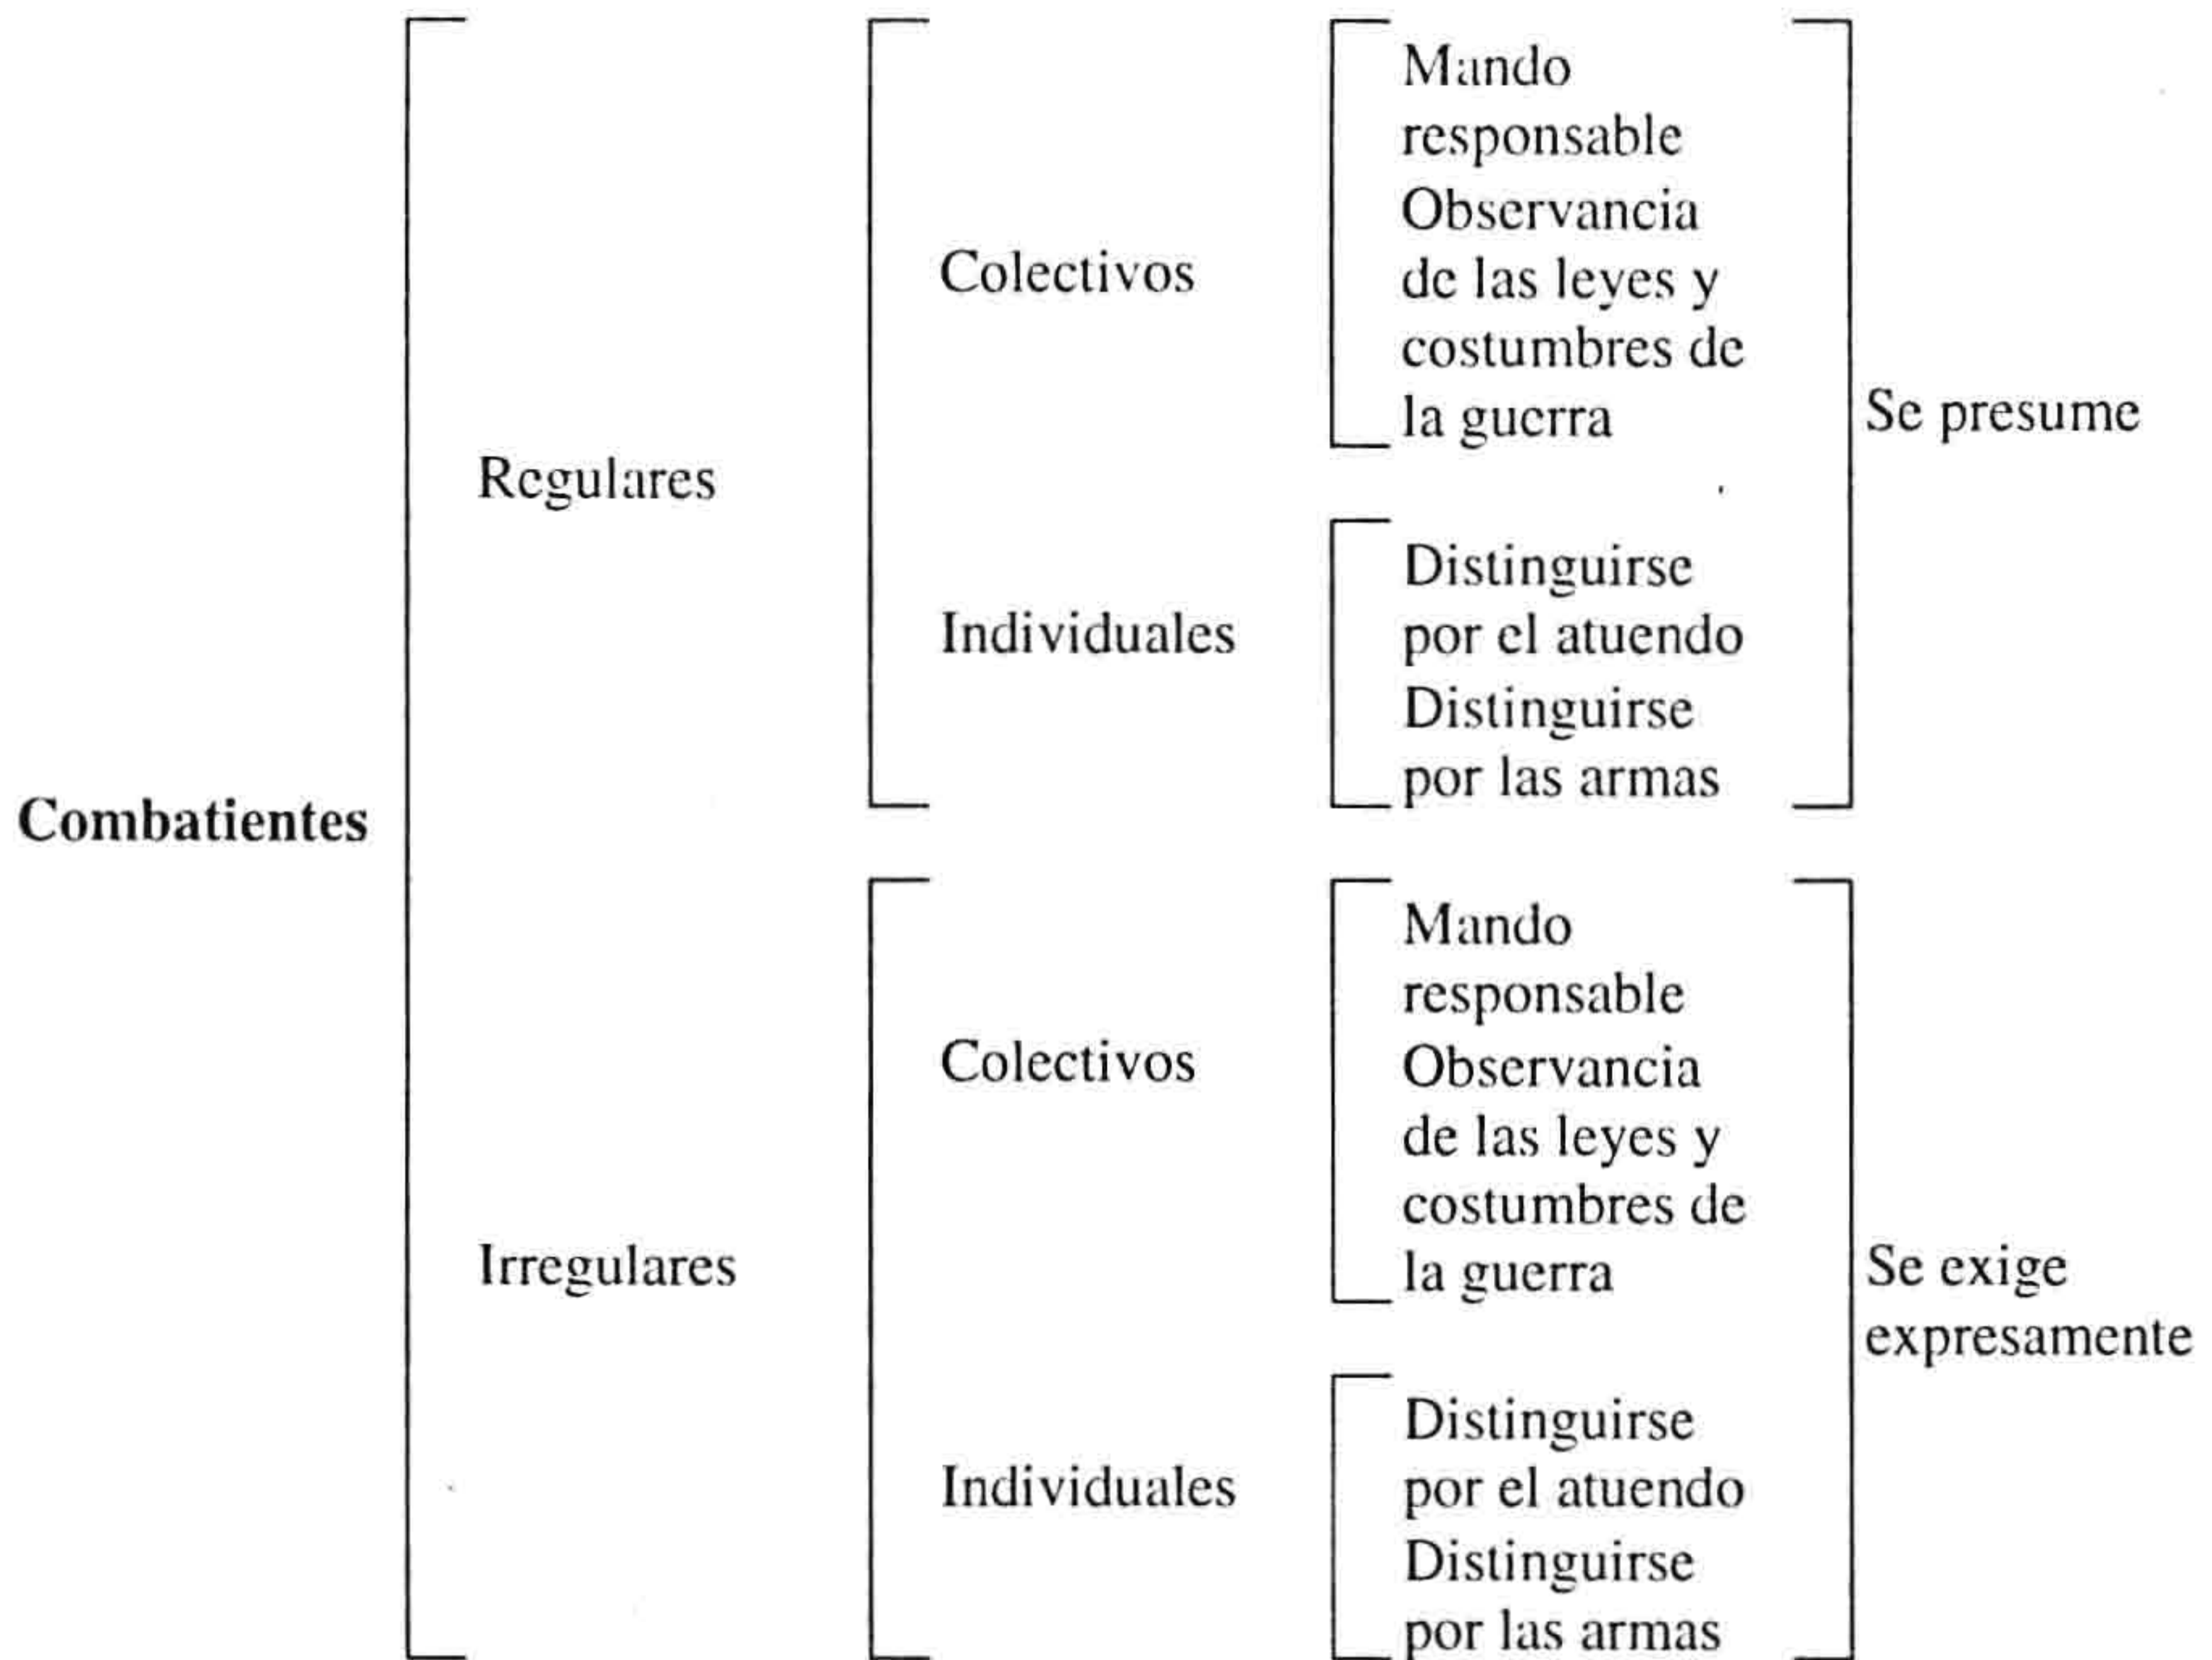 Combatientes
Regulares
Colectivos
Mando
responsable
Observancia
de las leyes y
costumbres de
la guerra
Individuales
Distinguirse
por el atuendo
Distinguirse
por las armas
Se presume
Irregulares
Colectivos
Mando
responsable
Observancia
de las leyes y
costumbres de
la guerra
Individuales
Distinguirse
por el atuendo
Distinguirse
por las armas
Se exige
expresamente